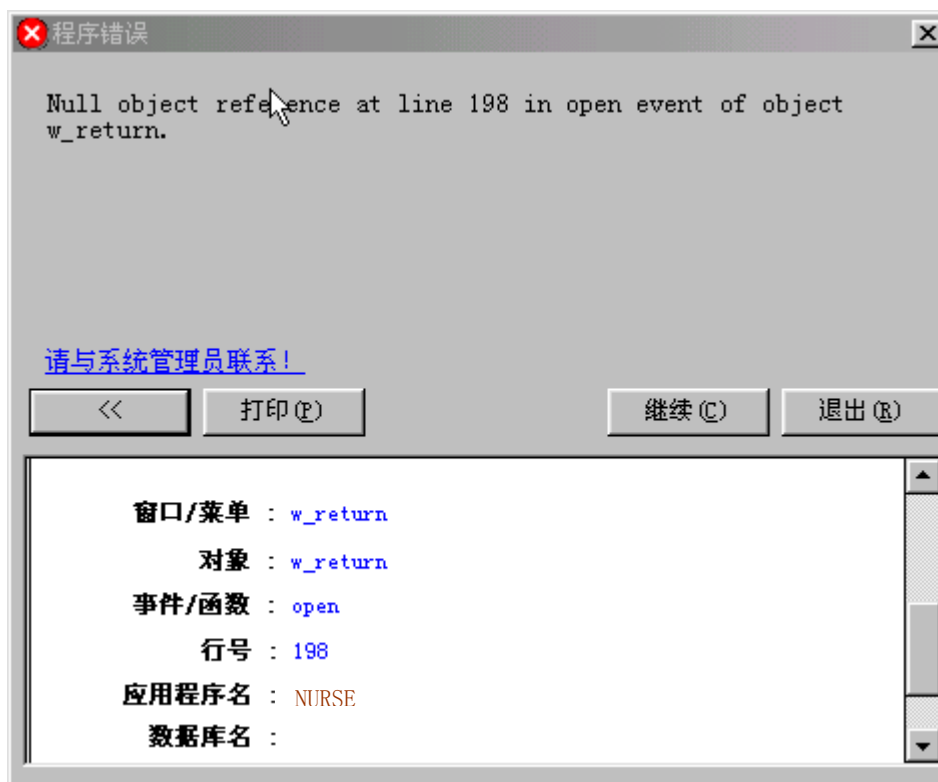 程序错误
Null object reference at line 198 in open event of object
w_return.
请与系统管理员联系!
<< 打印(P) 继续(C) 退出(R)
窗口/菜单 : w_return
对象 : w_return
事件/函数 : open
行号 : 198
应用程序名 : NURSE
数据库名 :